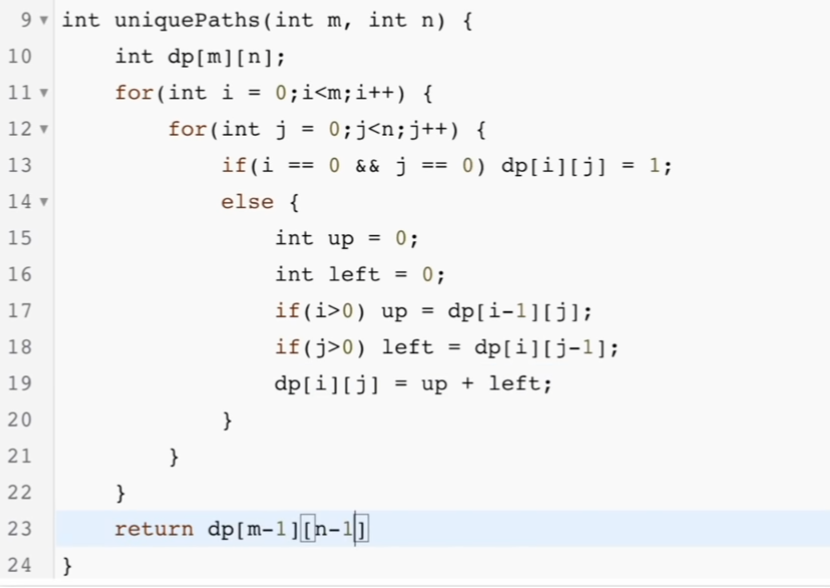 9 int uniquePaths(int m, int n) {
10     int dp[m][n];
11     for(int i = 0;i<m;i++) {
12         for(int j = 0;j<n;j++) {
13             if(i == 0 && j == 0) dp[i][j] = 1;
14             else {
15                 int up = 0;
16                 int left = 0;
17                 if(i>0) up = dp[i-1][j];
18                 if(j>0) left = dp[i][j-1];
19                 dp[i][j] = up + left;
20             }
21         }
22     }
23     return dp[m-1][n-1]
24 }